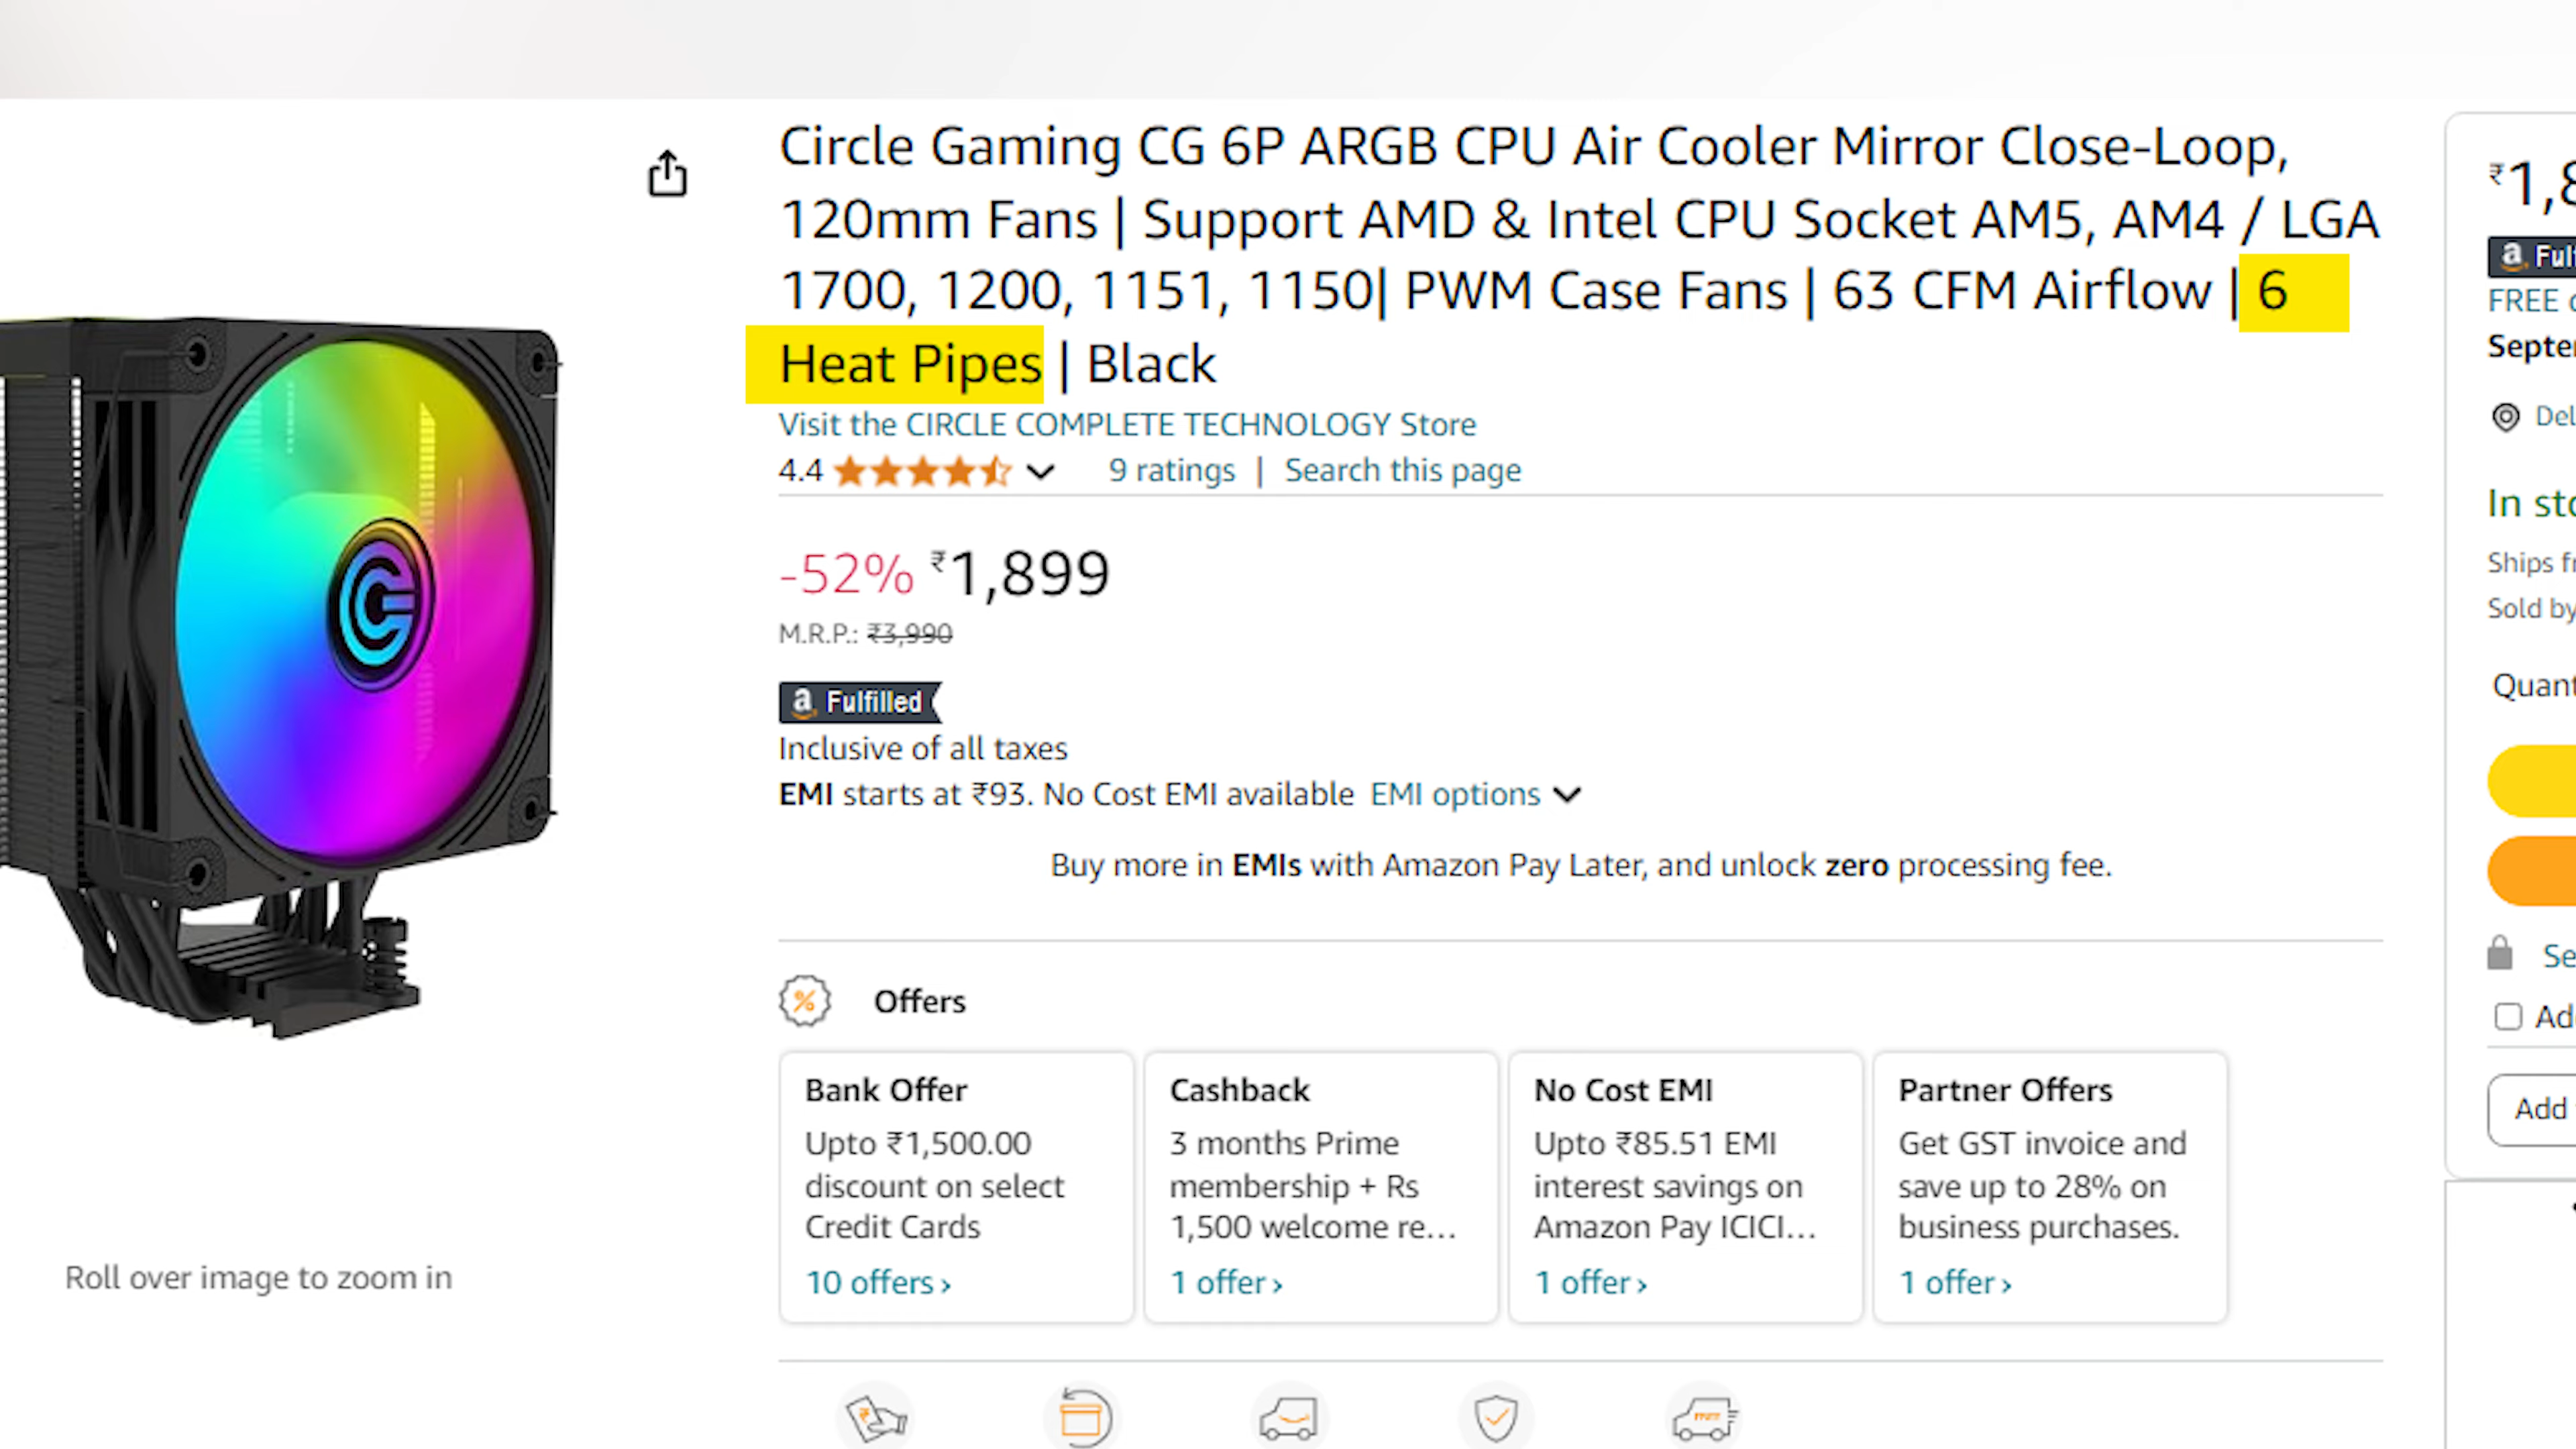 Circle Gaming CG 6P ARGB CPU Air Cooler Mirror Close-Loop,
120mm Fans | Support AMD & Intel CPU Socket AM5, AM4 / LGA
1700, 1200, 1151, 1150| PWM Case Fans | 63 CFM Airflow | 6
Heat Pipes | Black
Visit the CIRCLE COMPLETE TECHNOLOGY Store
4.4 9 ratings | Search this page
-52% ₹1,899
M.R.P.: ₹3,990
a Fulfilled
Inclusive of all taxes
EMI starts at ₹93. No Cost EMI available EMI options
Buy more in EMIs with Amazon Pay Later, and unlock zero processing fee.
Offers
Bank Offer
Upto ₹1,500.00
discount on select
Credit Cards
10 offers ›
Cashback
3 months Prime
membership + Rs
1,500 welcome re...
1 offer ›
No Cost EMI
Upto ₹85.51 EMI
interest savings on
Amazon Pay ICICI...
1 offer ›
Partner Offers
Get GST invoice and
save up to 28% on
business purchases.
1 offer ›
Roll over image to zoom in
FREE
Ships
Sold by
Add